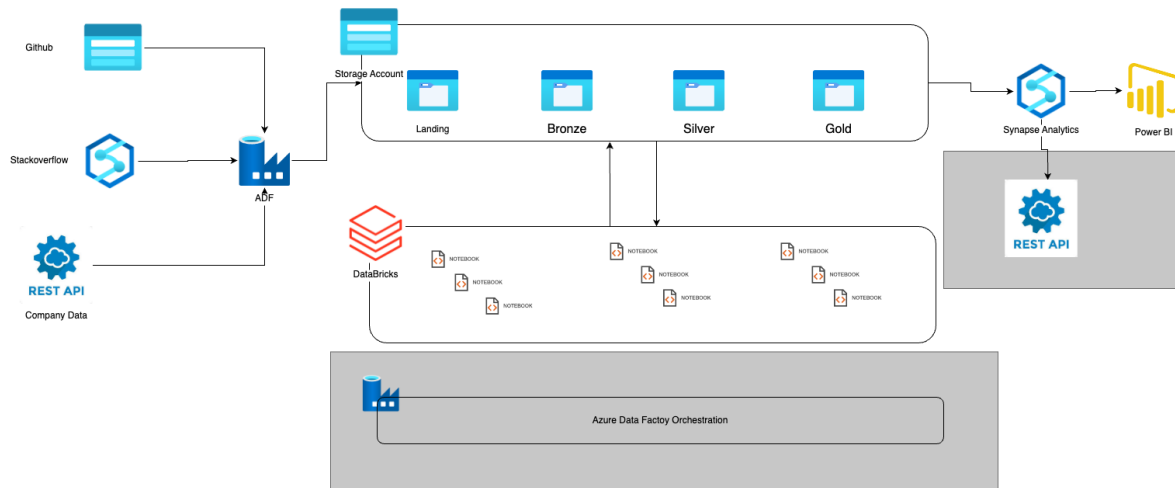 Github
Storage Account
Landing
Bronze
Silver
Gold
Synapse Analytics
Power BI
Stackoverflow
ADF
REST API
Company Data
REST API
DataBricks
NOTEBOOK
NOTEBOOK
NOTEBOOK
NOTEBOOK
NOTEBOOK
NOTEBOOK
NOTEBOOK
NOTEBOOK
NOTEBOOK
Azure Data Factoy Orchestration